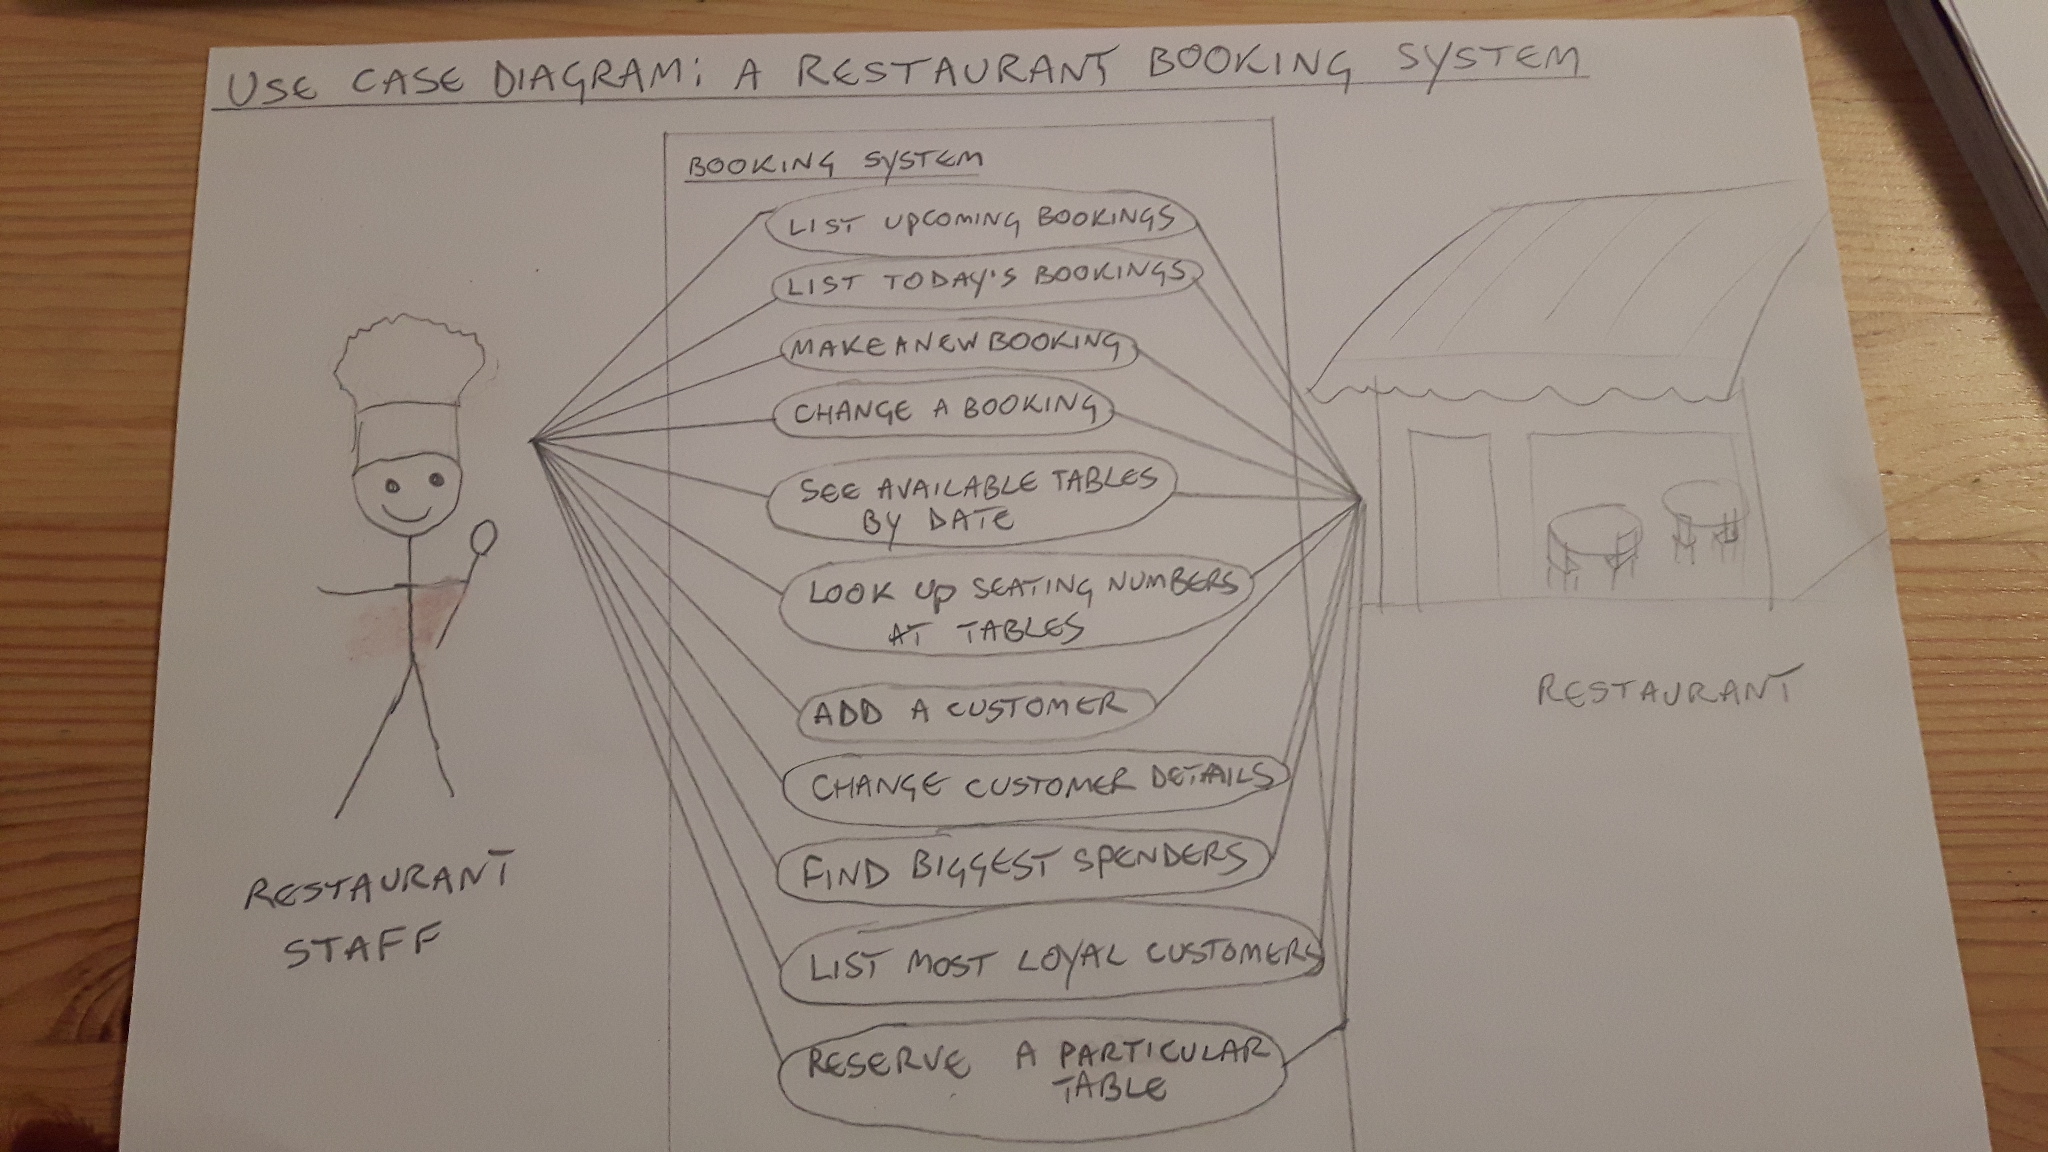 USE CASE DIAGRAM: A RESTAURANT BOOKING SYSTEM
BOOKING SYSTEM
LIST UPCOMING BOOKINGS
LIST TODAY'S BOOKINGS
MAKE A NEW BOOKING
CHANGE A BOOKING
SEE AVAILABLE TABLES
BY DATE
LOOK UP SEATING NUMBERS
AT TABLES
ADD A CUSTOMER
CHANGE CUSTOMER DETAILS
FIND BIGGEST SPENDERS
LIST MOST LOYAL CUSTOMERS
RESERVE A PARTICULAR
TABLE
RESTAURANT
STAFF
RESTAURANT